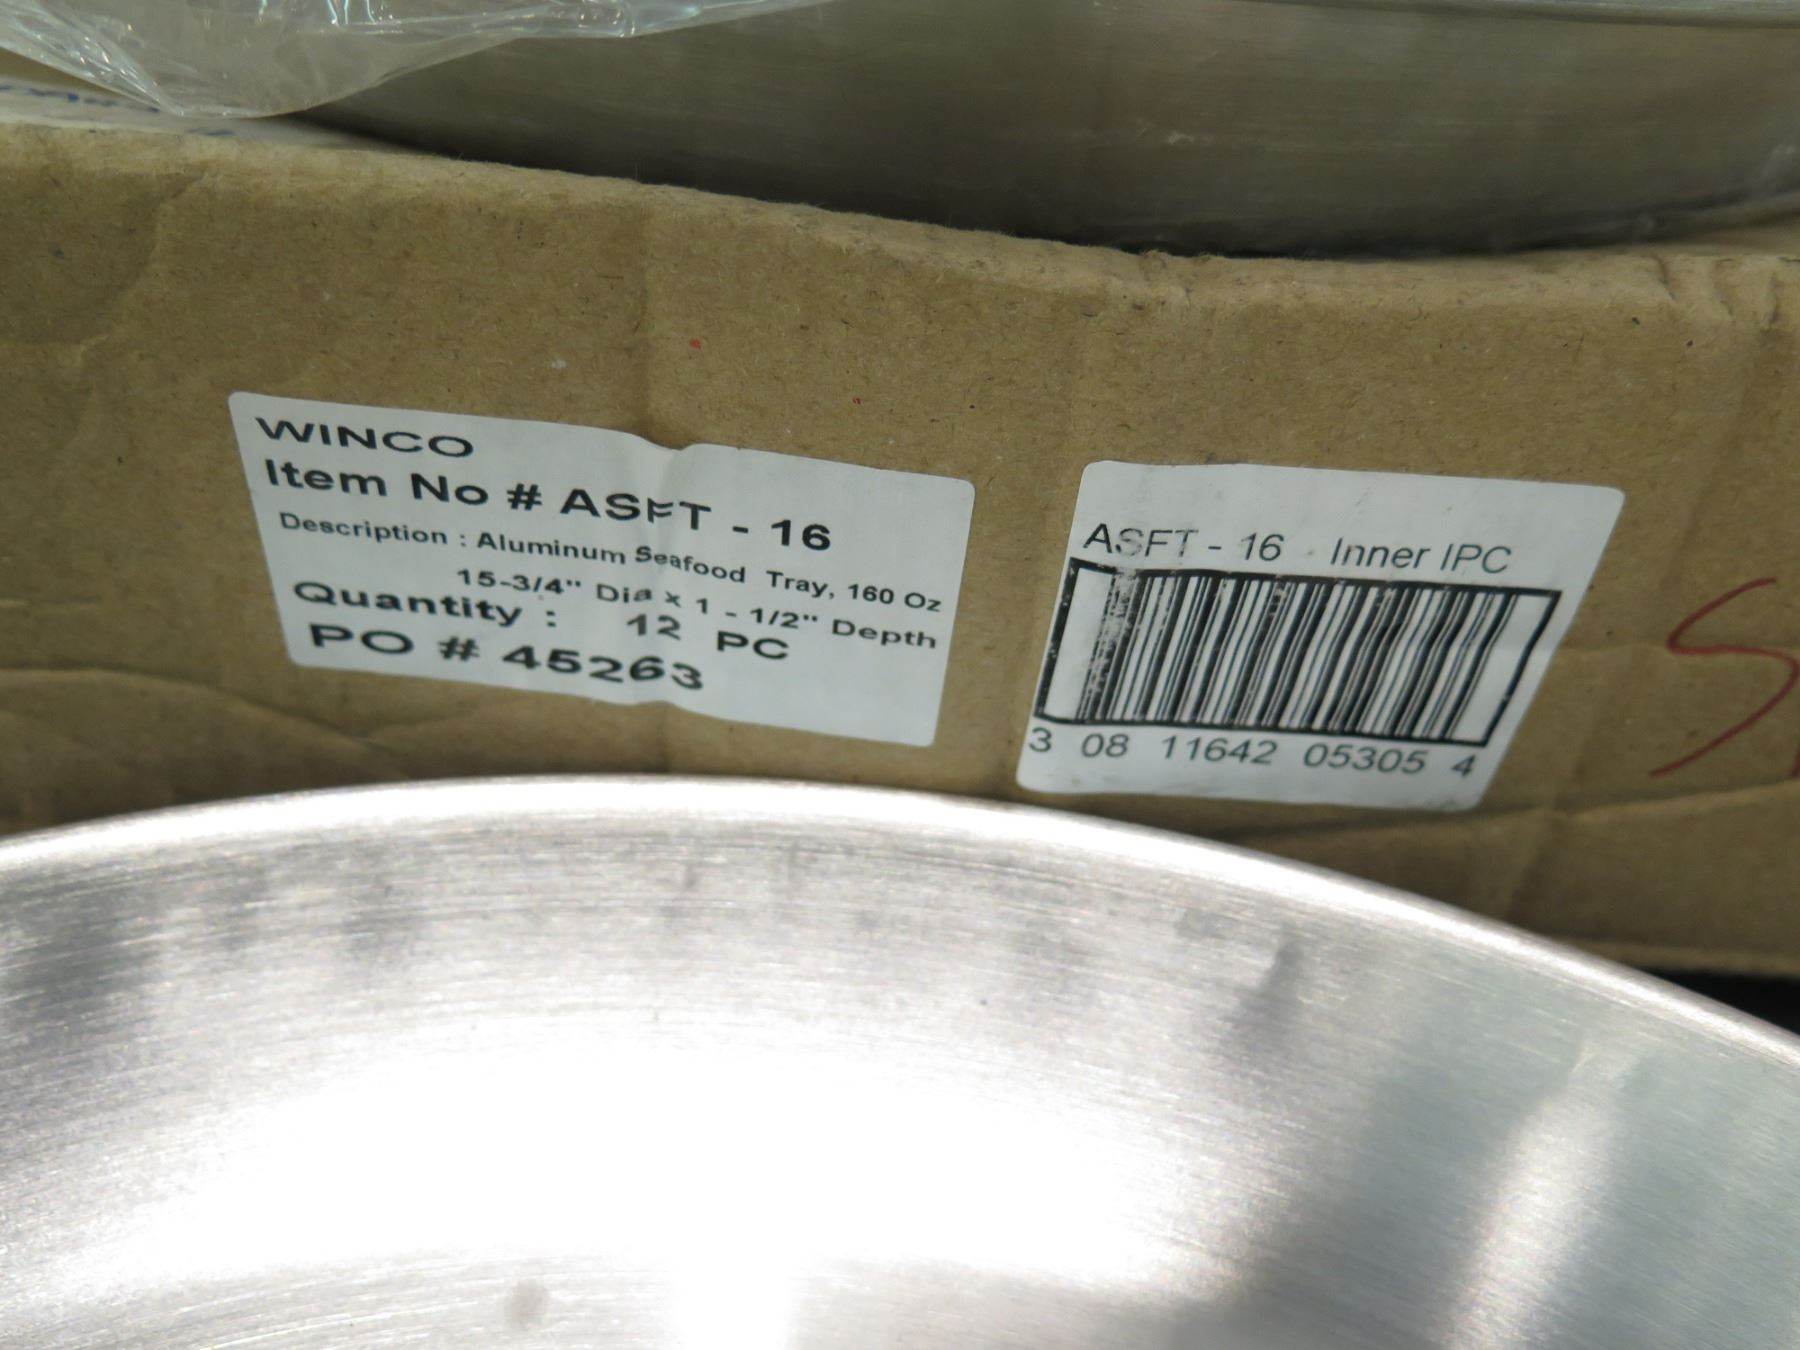 WINCO
Item No # ASFT - 16
Description : Aluminum Seafood Tray, 160 Oz
15-3/4" Dia x 1 - 1/2" Depth
Quantity : 12 PC
PO # 45263
ASFT - 16 Inner IPC
3 08 11642 05305 4